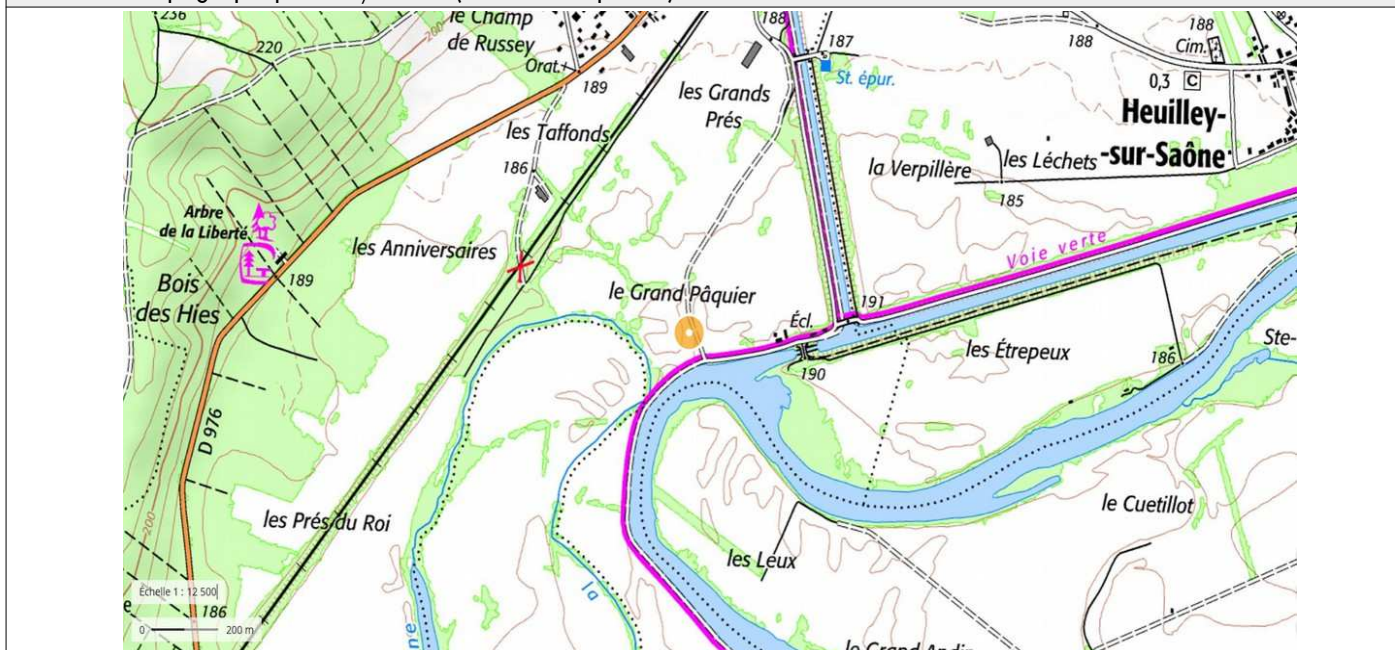 236
le Champ
de Russey
200
220
Orat.
189
188
187
St. épur.
188
188
Cim.
0,3 C
Heuilley-
-sur-Saône
les Grands
Prés
les Taffonds
186
la Verpillère
les Léchets
185
Arbre
de la Liberté
les Anniversaires
Voie verte
Bois
des Hies
189
le Grand Pâquier
191
Écl.
190
les Étrepeux
186
Ste-
D 976
les Prés du Roi
200
le Cuetillot
les Leux
la
ne
Échelle 1 : 12 500
e
186
0 200 m